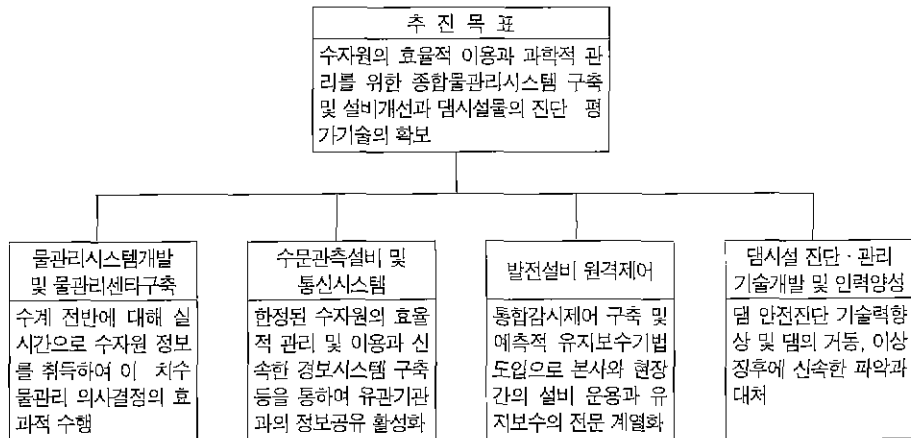 추 진 목 표
수자원의 효율적 이용과 과학적 관
리를 위한 종합물관리시스템 구축
및 설비개선과 댐시설물의 진단 평
가기술의 확보
물관리시스템개발
및 물관리센타구축
수계 전반에 대해 실
시간으로 수자원 정보
를 취득하여 이 치수
물관리 의사결정의 효
과적 수행
수문관측설비 및
통신시스템
한정된 수자원의 효율
적 관리 및 이용과 신
속한 경보시스템 구축
등을 통하여 유관기관
과의 정보공유 활성화
발전설비 원격제어
통합감시제어 구축 및
예측적 유지보수기법
도입으로 본사와 현장
간의 설비 운용과 유
지보수의 전문 계열화
댐시설 진단·관리
기술개발 및 인력양성
댐 안전진단 기술력향
상 및 댐의 거동, 이상
징후에 신속한 파악과
대처